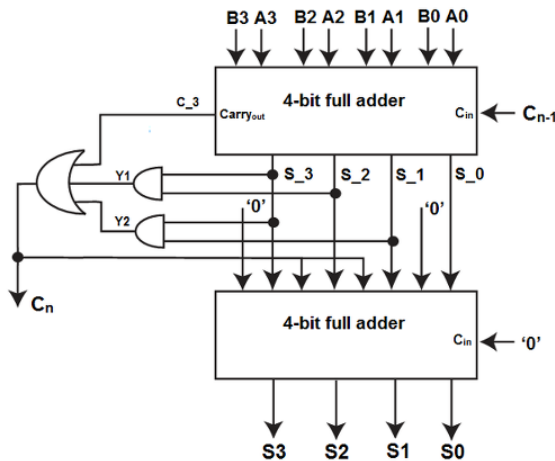 B3 A3 B2 A2 B1 A1 B0 A0
C_3
Carryout
4-bit full adder
Cin
Cn-1
Y1
S_3
S_2
S_1
S_0
Y2
'0'
'0'
Cn
4-bit full adder
Cin
'0'
S3 S2 S1 S0